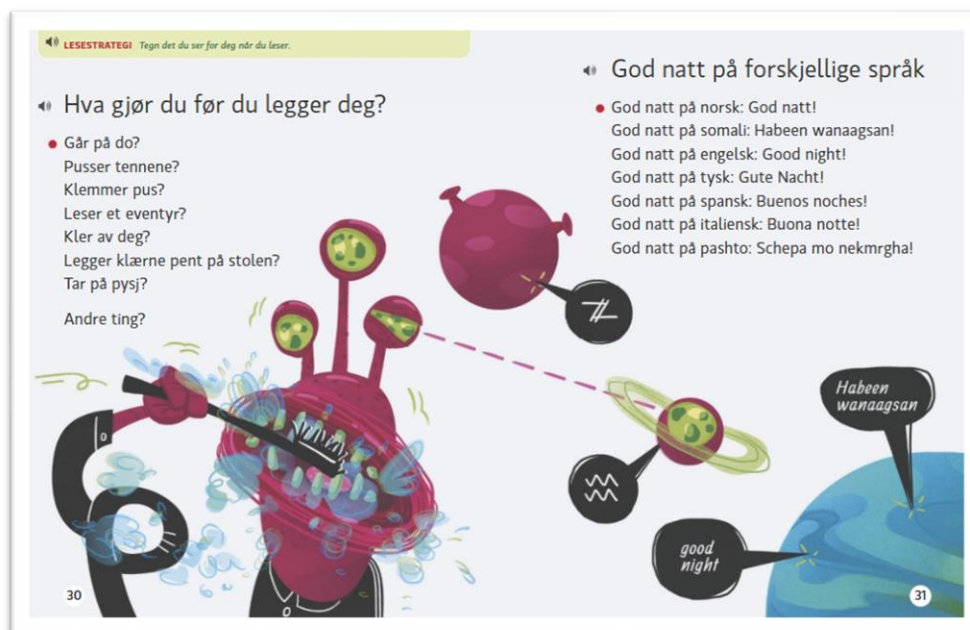 LESESTRATEGI Tegn det du ser for deg når du leser.
Hva gjør du før du legger deg?
Går på do?
Pusser tennene?
Klemmer pus?
Leser et eventyr?
Kler av deg?
Legger klærne pent på stolen?
Tar på pysj?
Andre ting?
30
God natt på forskjellige språk
God natt på norsk: God natt!
God natt på somali: Habeen wanaagsan!
God natt på engelsk: Good night!
God natt på tysk: Gute Nacht!
God natt på spansk: Buenos noches!
God natt på italiensk: Buona notte!
God natt på pashto: Schepa mo nekmrgha!
Habeen
wanaagsan
good
night
31